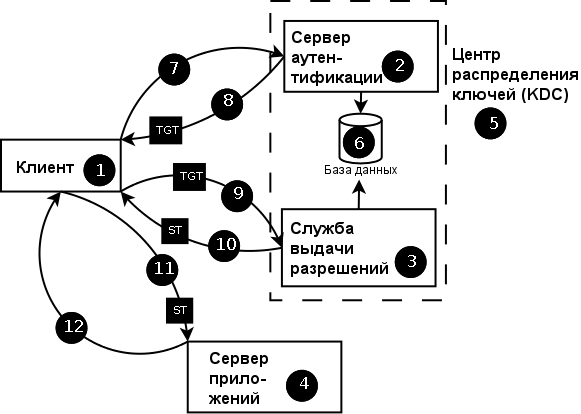 Сервер
аутен-
тификации
2
Центр
распределения
ключей (KDC)
5
7
8
TGT
6
База данных
Клиент
1
TGT
9
ST
10
Служба
выдачи
разрешений
3
11
ST
12
Сервер
прило-
жений
4